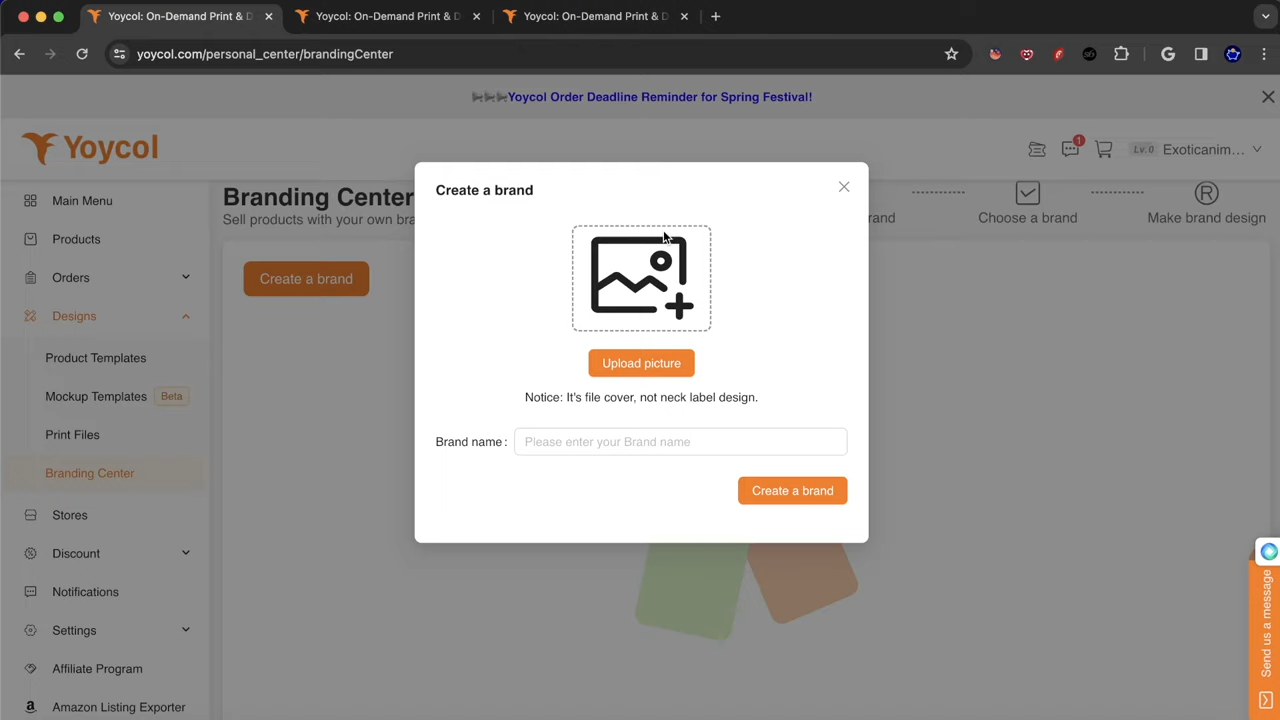 Yoycol: On-Demand Print & D
Yoycol: On-Demand Print & D
Yoycol: On-Demand Print & D
yoycol.com/personal_center/brandingCenter
Yoycol Order Deadline Reminder for Spring Festival!
Yoycol
1
Lv.0 Exoticanim...
Main Menu
Products
Orders
Designs
Product Templates
Mockup Templates Beta
Print Files
Branding Center
Stores
Discount
Notifications
Settings
Affiliate Program
a Amazon Listing Exporter
Branding Center
Sell products with your own bra
rand
Choose a brand
R
Make brand design
Create a brand
Create a brand
Upload picture
Notice: It's file cover, not neck label design.
Brand name: Please enter your Brand name
Create a brand
Send us a message